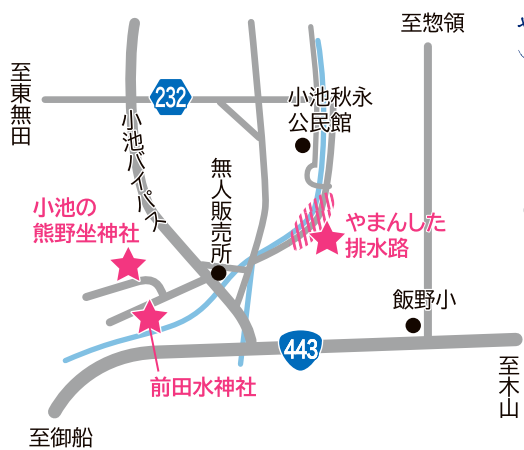 至惣領
至東無田
232
小池秋永
公民館
小池バイパス
無人販売所
小池の
熊野坐神社
やまんした
排水路
飯野小
443
前田水神社
至木山
至御船